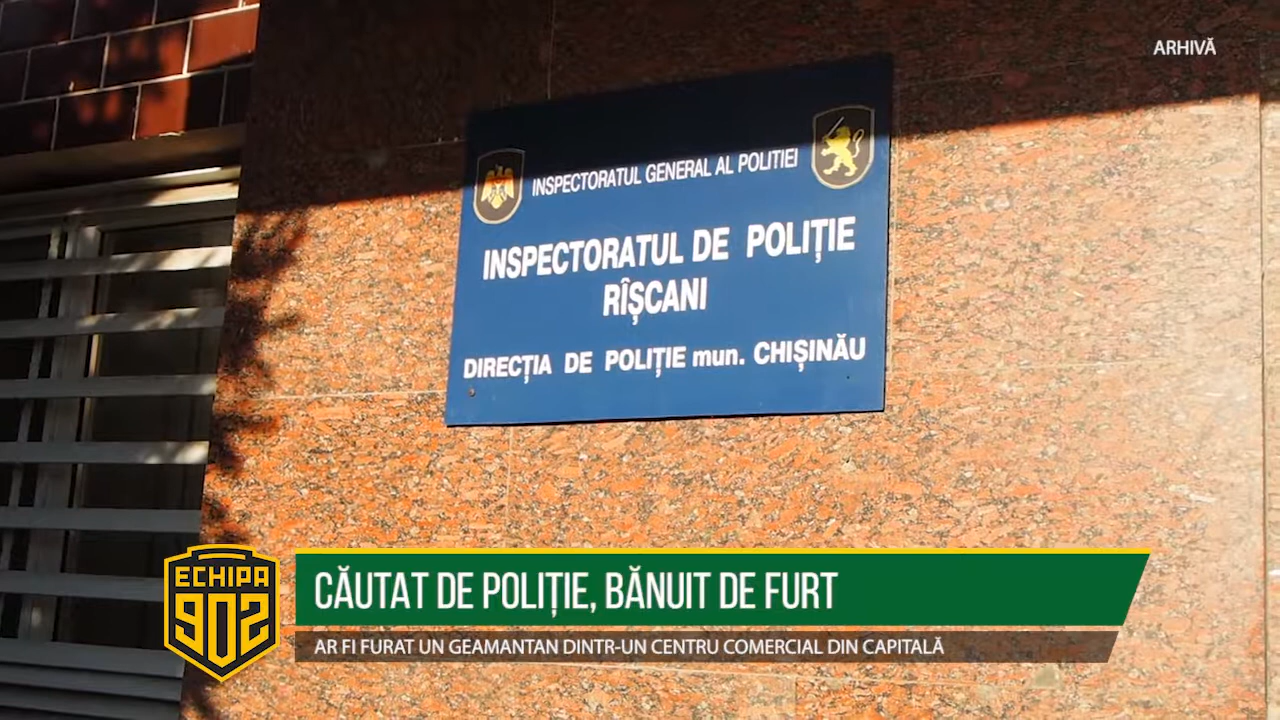 ARHIVĂ
INSPECTORATUL GENERAL AL POLITIEI
INSPECTORATUL DE POLIȚIE
RÎȘCANI
DIRECȚIA DE POLIȚIE mun. CHIȘINĂU
ECHIPA
902
CĂUTAT DE POLIȚIE, BĂNUIT DE FURT
AR FI FURAT UN GEAMANTAN DINTR-UN CENTRU COMERCIAL DIN CAPITALĂ